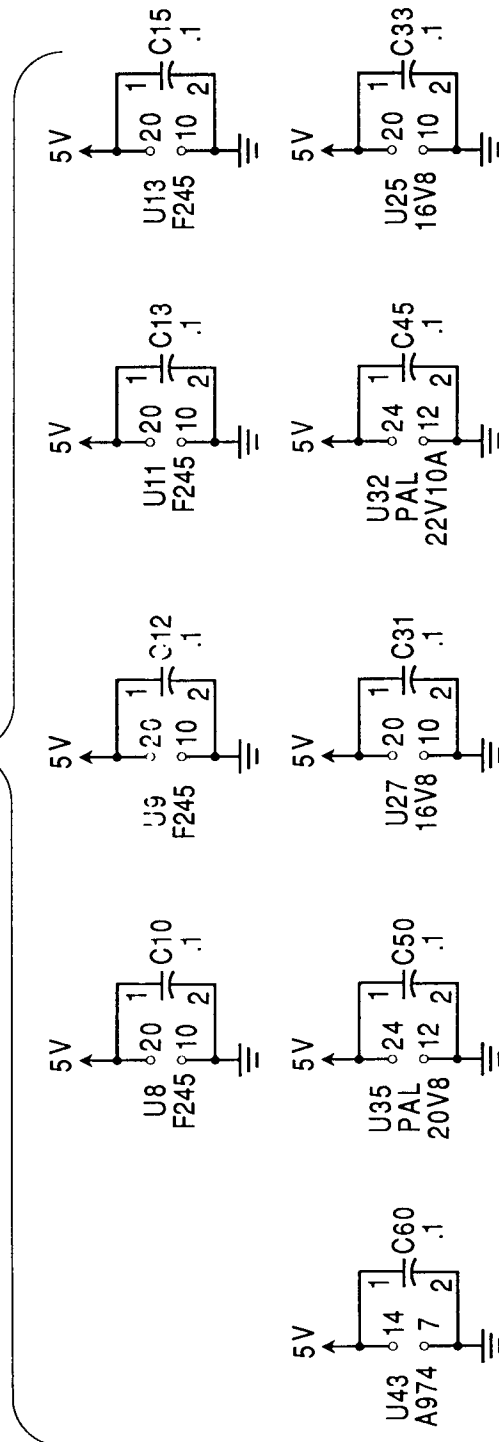 5V
1
U8 20 C10
F245 10 .1
2
5V
1
U9 20 C12
F245 10 .1
2
5V
1
U11 20 C13
F245 10 .1
2
5V
1
U13 20 C15
F245 10 .1
2
5V
1
U43 14 C60
A974 7 .1
2
5V
1
U35 24 C50
PAL 12 .1
20V8 2
5V
1
U27 20 C31
16V8 10 .1
2
5V
1
U32 24 C45
PAL 12 .1
22V10A 2
5V
1
U25 20 C33
16V8 10 .1
2